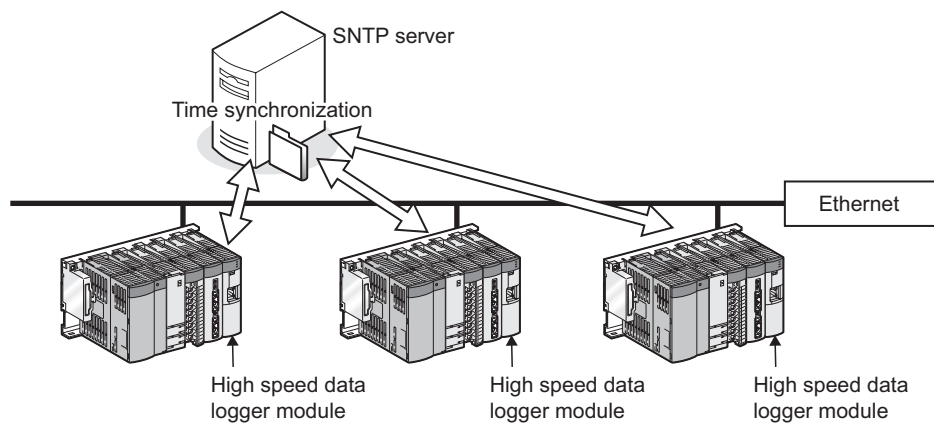 SNTP server
Time synchronization
Ethernet
High speed data
logger module
High speed data
logger module
High speed data
logger module